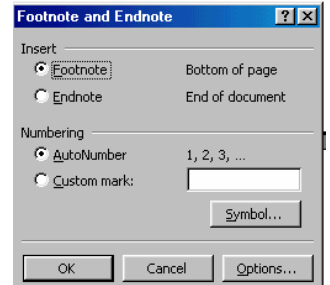 Footnote and Endnote ? X
Insert
Footnote Bottom of page
Endnote End of document
Numbering
AutoNumber 1, 2, 3, ...
Custom mark:
Symbol...
OK Cancel Options...